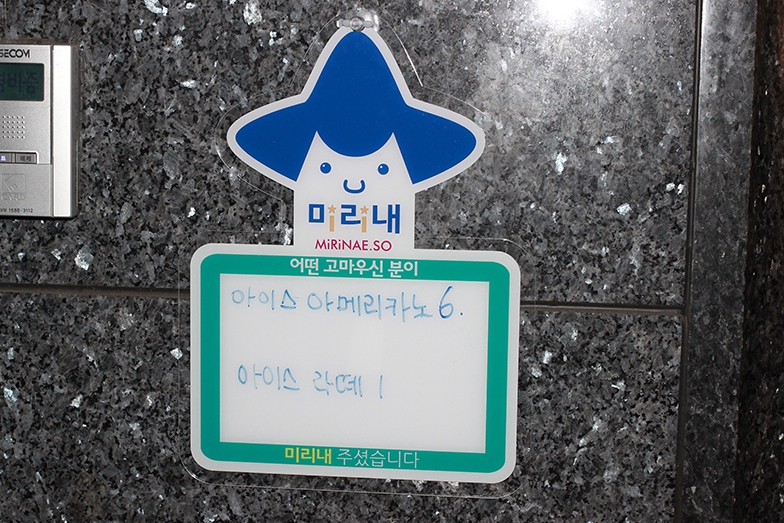 SECOM
미리내
MiRiNAE.SO
어떤 고마우신 분이
아이스 아메리카노 6.
아이스 라떼 1
미리내 주셨습니다